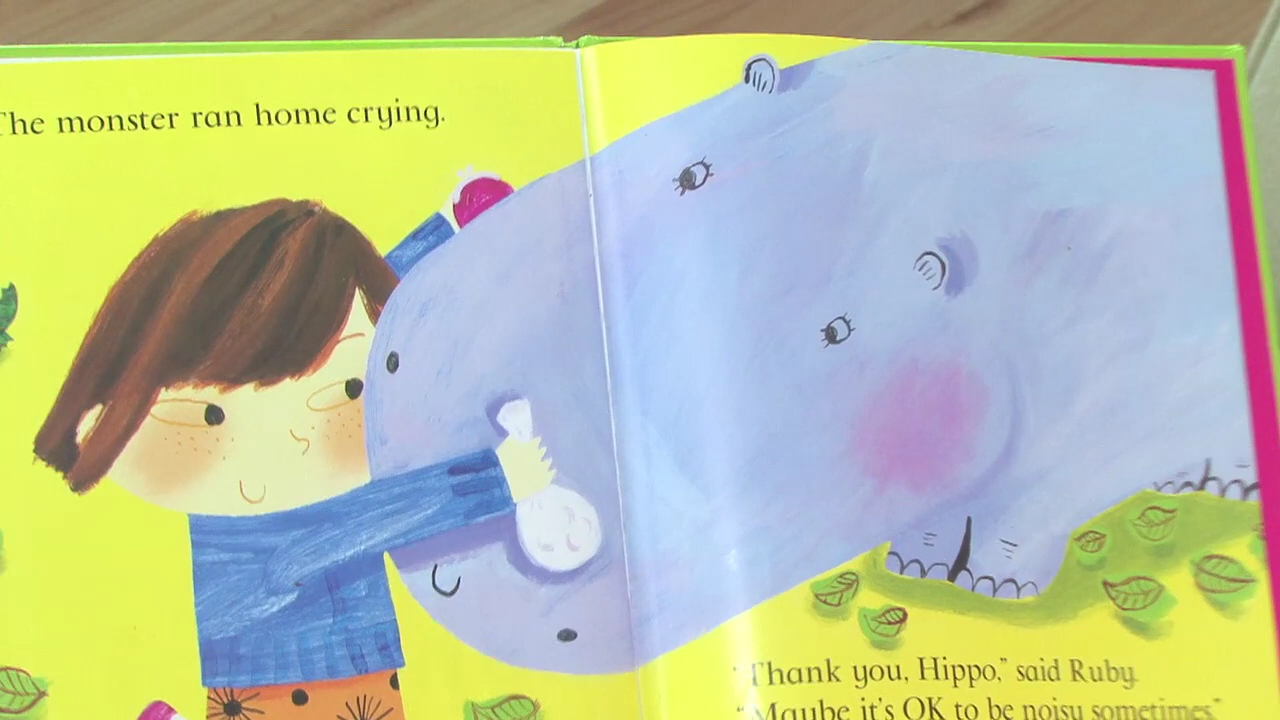 The monster ran home crying.
"Thank you, Hippo," said Ruby.
"Maybe it's OK to be noisy sometimes."